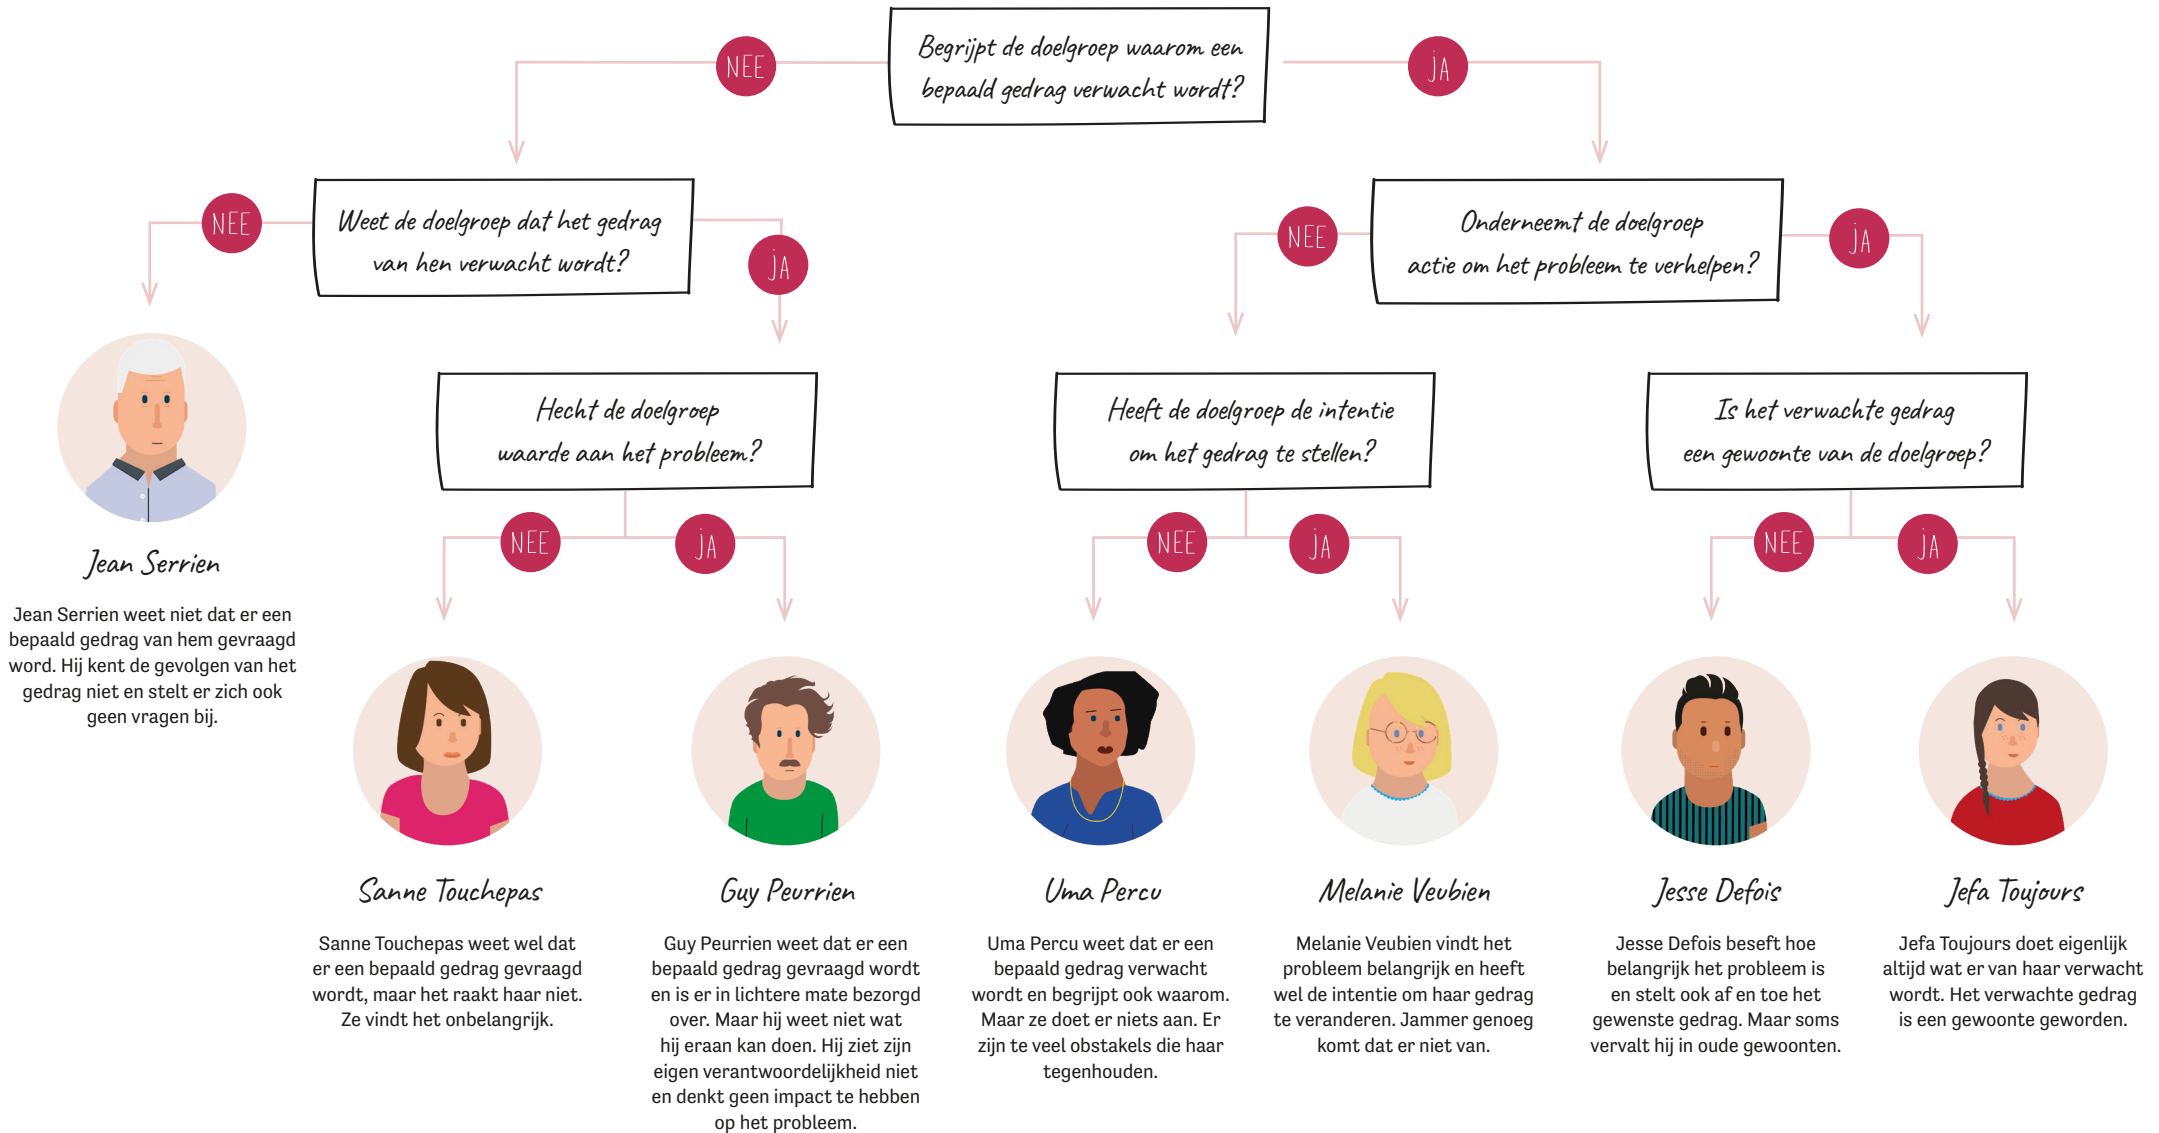 Begrijpt de doelgroep waarom een
bepaald gedrag verwacht wordt?
NEE
JA
Weet de doelgroep dat het gedrag
van hen verwacht wordt?
NEE
JA
Onderneemt de doelgroep
actie om het probleem te verhelpen?
NEE
JA
Hecht de doelgroep
waarde aan het probleem?
NEE
JA
Heeft de doelgroep de intentie
om het gedrag te stellen?
NEE
JA
Is het verwachte gedrag
een gewoonte van de doelgroep?
NEE
JA
Jean Serrien
Jean Serrien weet niet dat er een
bepaald gedrag van hem gevraagd
word. Hij kent de gevolgen van het
gedrag niet en stelt er zich ook
geen vragen bij.
Sanne Touchepas
Sanne Touchepas weet wel dat
er een bepaald gedrag gevraagd
wordt, maar het raakt haar niet.
Ze vindt het onbelangrijk.
Guy Peurrien
Guy Peurrien weet dat er een
bepaald gedrag gevraagd wordt
en is er in lichtere mate bezorgd
over. Maar hij weet niet wat
hij eraan kan doen. Hij ziet zijn
eigen verantwoordelijkheid niet
en denkt geen impact te hebben
op het probleem.
Uma Percu
Uma Percu weet dat er een
bepaald gedrag verwacht
wordt en begrijpt ook waarom.
Maar ze doet er niets aan. Er
zijn te veel obstakels die haar
tegenhouden.
Melanie Veubien
Melanie Veubien vindt het
probleem belangrijk en heeft
wel de intentie om haar gedrag
te veranderen. Jammer genoeg
komt dat er niet van.
Jesse Defois
Jesse Defois beseft hoe
belangrijk het probleem is
en stelt ook af en toe het
gewenste gedrag. Maar soms
vervalt hij in oude gewoonten.
Jefa Toujours
Jefa Toujours doet eigenlijk
altijd wat er van haar verwacht
wordt. Het verwachte gedrag
is een gewoonte geworden.